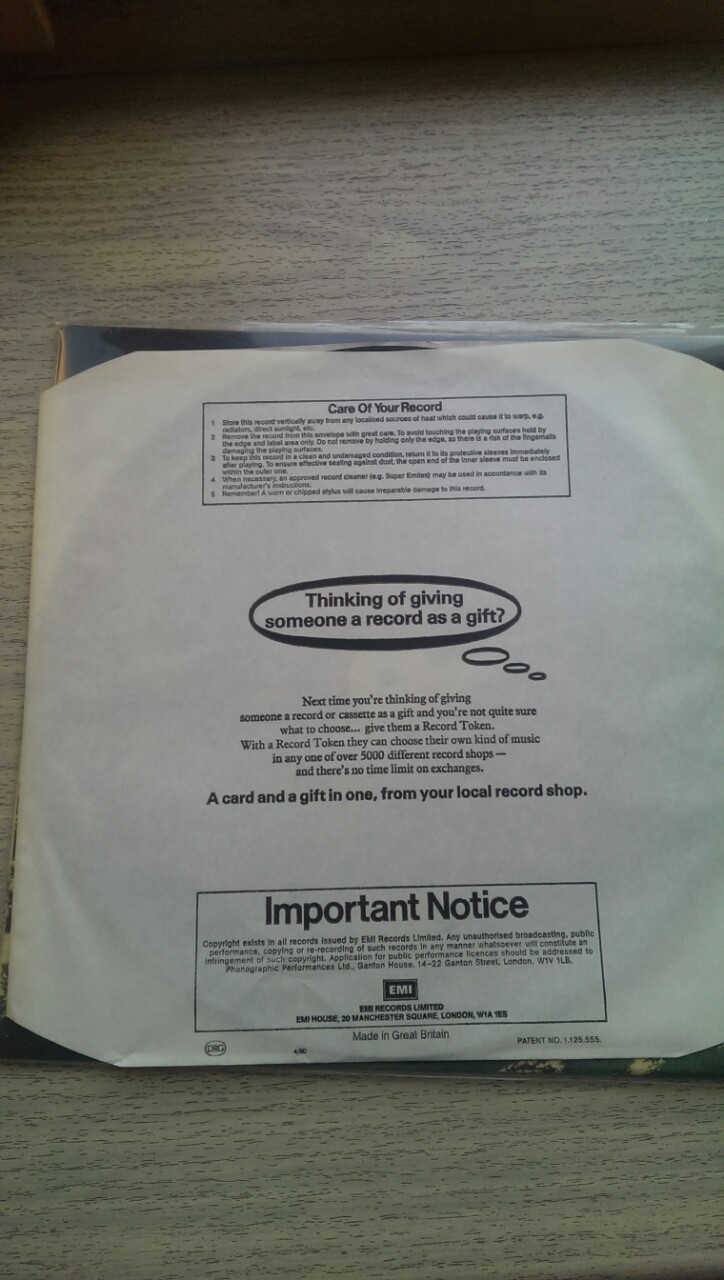 Care Of Your Record
1 Store this record vertically away from any localised sources of heat which could cause it to warp, e.g.
radiators, direct sunlight, etc.
2 Remove the record from this envelope with great care. To avoid touching the playing surfaces hold by
the edge and label area only. Do not remove by holding only the edge, as there is a risk of the fingernails
damaging the playing surfaces.
3 To keep this record in a clean and undamaged condition, return it to its protective sleeves immediately
after playing. To ensure effective sealing against dust, the open end of the inner sleeve must be enclosed
within the outer one.
4 When necessary, an approved record cleaner (e.g. Super Emitex) may be used in accordance with its
manufacturer's instructions.
5 Remember! A worn or chipped stylus will cause irreparable damage to this record.
Thinking of giving
someone a record as a gift?
Next time you're thinking of giving
someone a record or cassette as a gift and you're not quite sure
what to choose... give them a Record Token.
With a Record Token they can choose their own kind of music
in any one of over 5000 different record shops —
and there's no time limit on exchanges.
A card and a gift in one, from your local record shop.
Important Notice
Copyright exists in all records issued by EMI Records Limited. Any unauthorised broadcasting, public
performance, copying or re-recording of such records in any manner whatsoever will constitute an
infringement of such copyright. Application for public performance licences should be addressed to
Phonographic Performances Ltd., Ganton House, 14–22 Ganton Street, London, W1V 1LB.
EMI
EMI RECORDS LIMITED
EMI HOUSE, 20 MANCHESTER SQUARE, LONDON, W1A 1ES
Made in Great Britain
DRG
4/80
PATENT NO. 1,125,555.